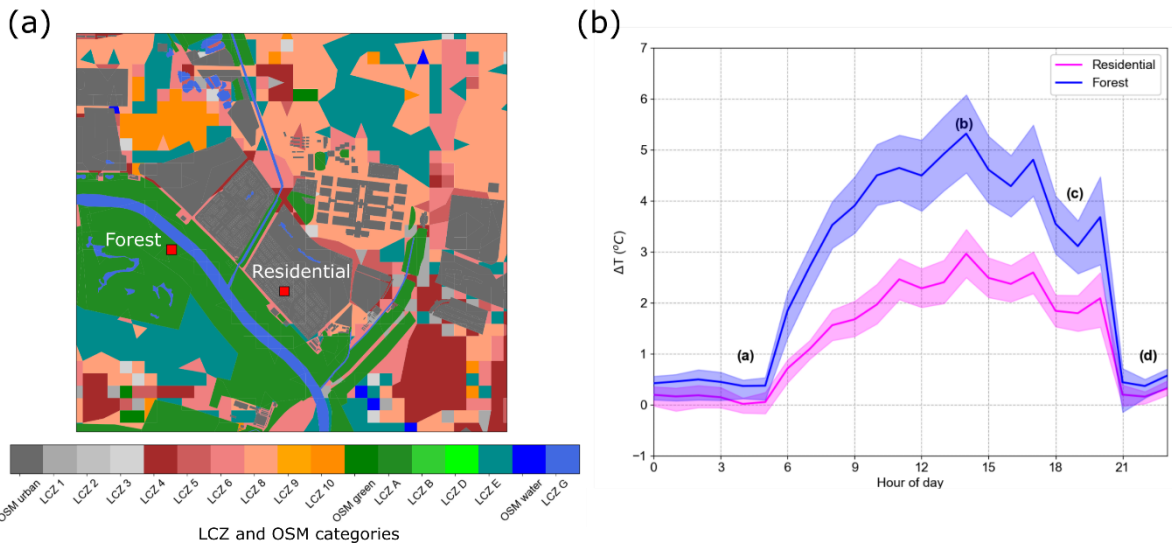 (a)
(b)
Forest
Residential
OSM urban
LCZ 1
LCZ 2
LCZ 3
LCZ 4
LCZ 5
LCZ 6
LCZ 8
LCZ 9
LCZ 10
OSM green
LCZ A
LCZ B
LCZ D
LCZ E
OSM water
LCZ G
LCZ and OSM categories
Residential
Forest
7
6
5
4
3
2
1
0
−1
ΔT (°C)
(a)
(b)
(c)
(d)
0
3
6
9
12
15
18
21
Hour of day